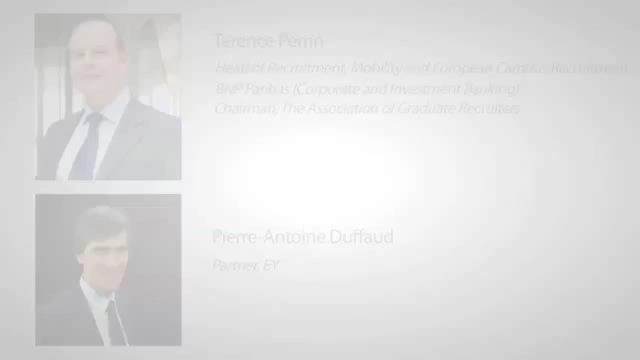 Terence Perrin
Head of Recruitment, Mobility and European Campus Recruitment
BNP Paribas (Corporate and Investment Banking)
Chairman, The Association of Graduate Recruiters
Pierre-Antoine Duffaud
Partner, EY